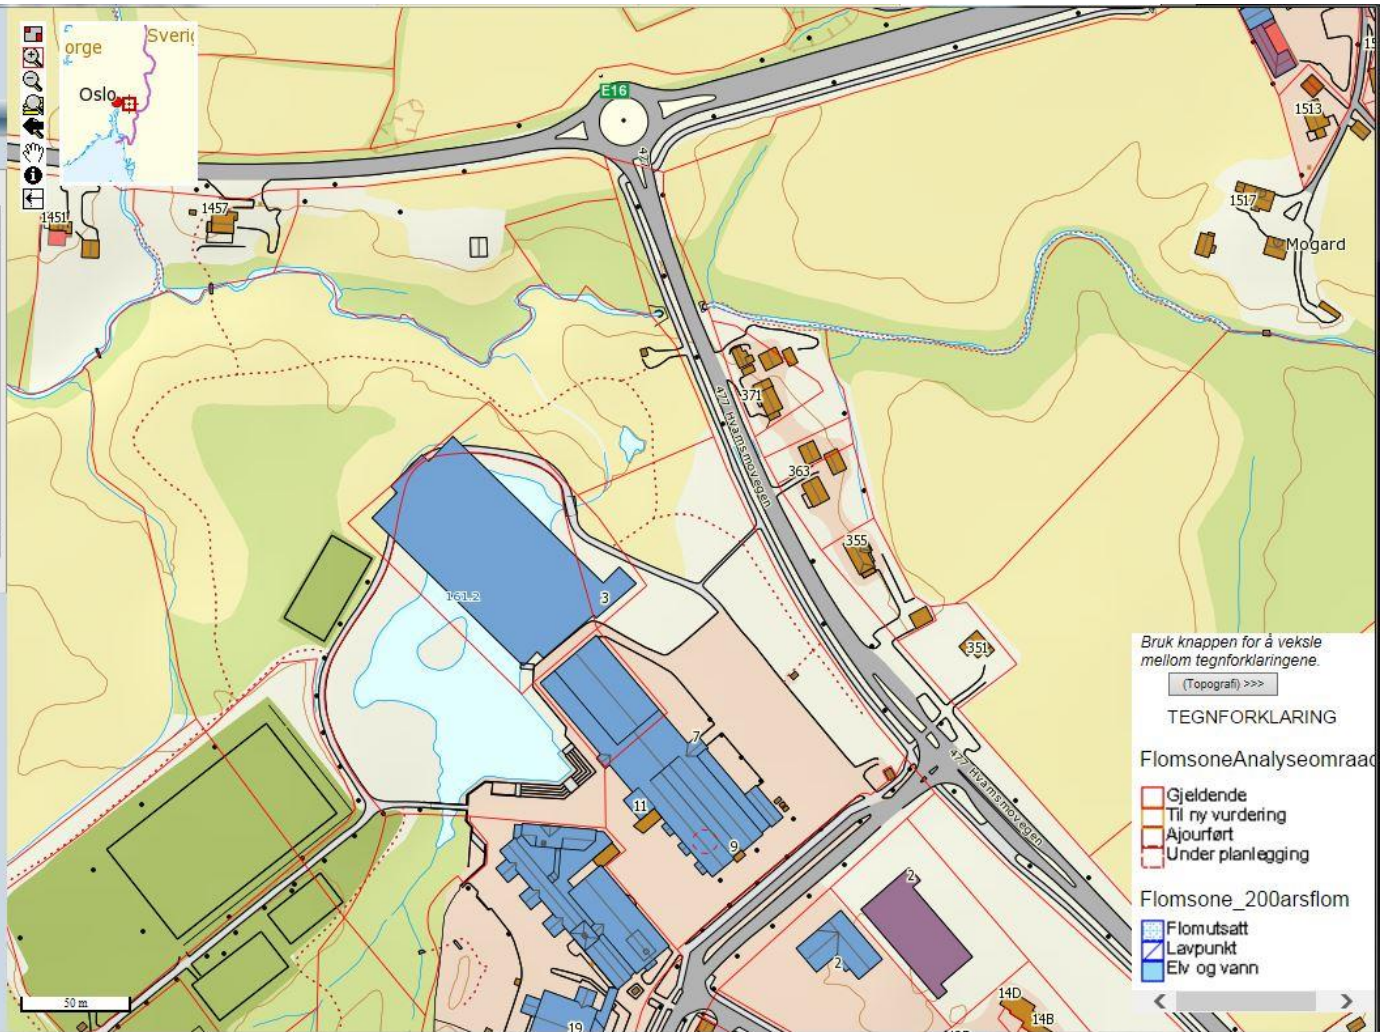 orge
Sverig
Oslo
E16
477
1513
1451
1457
1517
Mogard
371
477 Hvamsmovegen
363
355
161.2
3
351
7
11
9
477 Hvamsmovegen
2
2
14D
14B
19
50 m
Bruk knappen for å veksle
mellom tegnforklaringene.
(Topografi) >>>
TEGNFORKLARING
FlomsoneAnalyseomraad
Gjeldende
Til ny vurdering
Ajourført
Under planlegging
Flomsone_200arsflom
Flomutsatt
Lavpunkt
Elv og vann